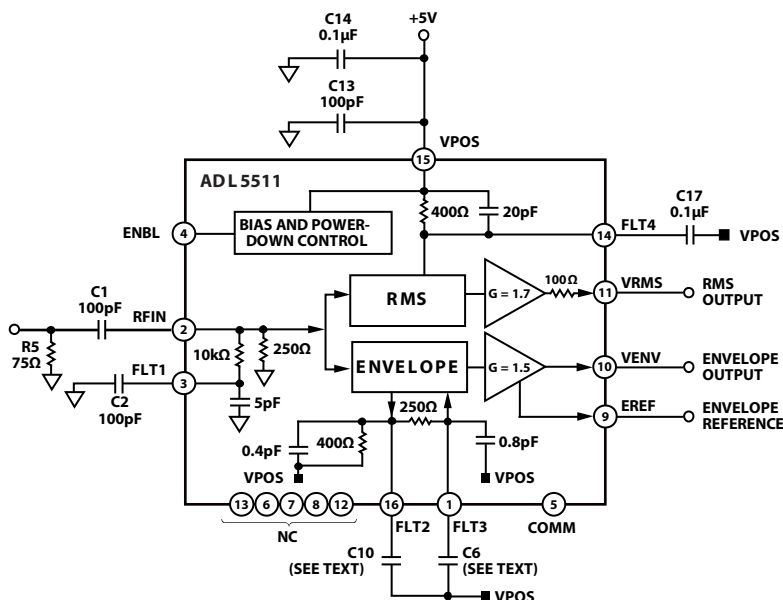 C14
0.1µF
+5V
C13
100pF
VPOS
15
ADL5511
400Ω
20pF
C17
0.1µF
ENBL
4
BIAS AND POWER-
DOWN CONTROL
14
FLT4
VPOS
C1
100pF
RFIN
2
RMS
G = 1.7
100Ω
11
VRMS
RMS
OUTPUT
R5
75Ω
10kΩ
250Ω
FLT1
3
C2
100pF
5pF
ENVELOPE
G = 1.5
10
VENV
ENVELOPE
OUTPUT
9
EREF
ENVELOPE
REFERENCE
250Ω
0.4pF
400Ω
0.8pF
VPOS
VPOS
13
6
7
8
12
16
1
5
NC
FLT2
FLT3
COMM
C10
(SEE TEXT)
C6
(SEE TEXT)
VPOS